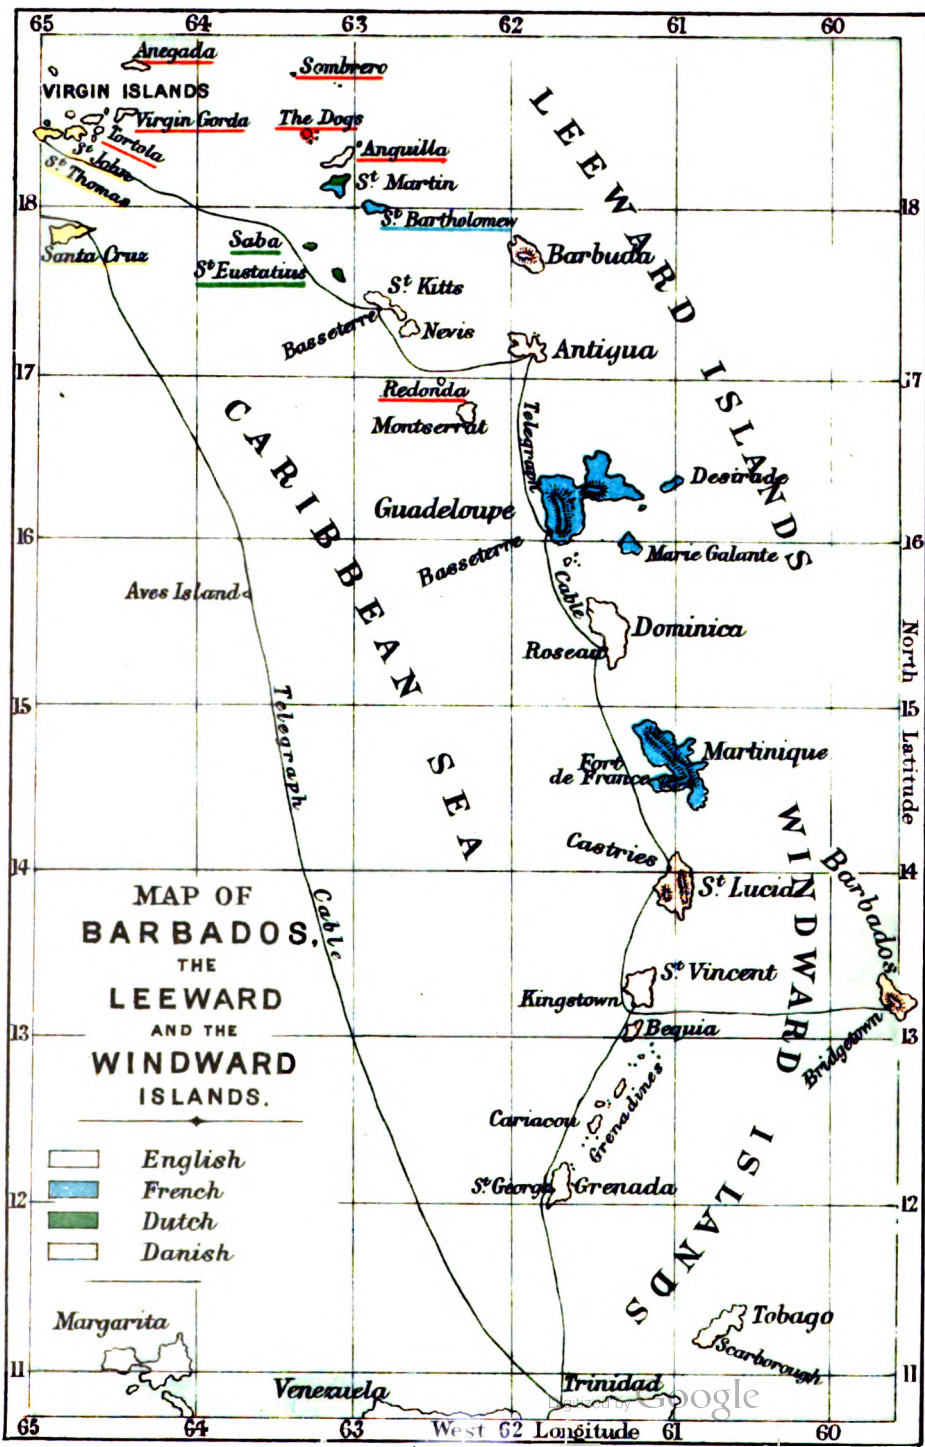 65 64 63 62 61 60
Anegada
Sombrero
VIRGIN ISLANDS
Virgin Gorda
The Dogs
Tortola
Anguilla
St John
St Thomas
St Martin
LEEWARD ISLANDS
18 18
St Bartholomew
Santa Cruz
Saba
St Eustatius
Barbuda
St Kitts
Basseterre
Nevis
Antigua
17 17
Redonda
Montserrat
CARIBBEAN SEA
Telegraph
Cable
Desirade
Guadeloupe
16 16
Basseterre
Marie Galante
Aves Island
Dominica
Roseau
North Latitude
15 15
Telegraph
Cable
Martinique
Fort
de France
WINDWARD ISLANDS
Castries
14 14
St. Lucia
Barbados
MAP OF
BARBADOS,
THE
LEEWARD
AND THE
WINDWARD
ISLANDS.
St Vincent
Kingstown
Bequia
13 13
Bridgetown
Cariacou
Grenadines
English
French
Dutch
Danish
St. George
Grenada
12 12
Margarita
Tobago
Scarborough
11 11
Venezuela
Trinidad
Digitized by Google
65 64 63 62 61 60
West Longitude